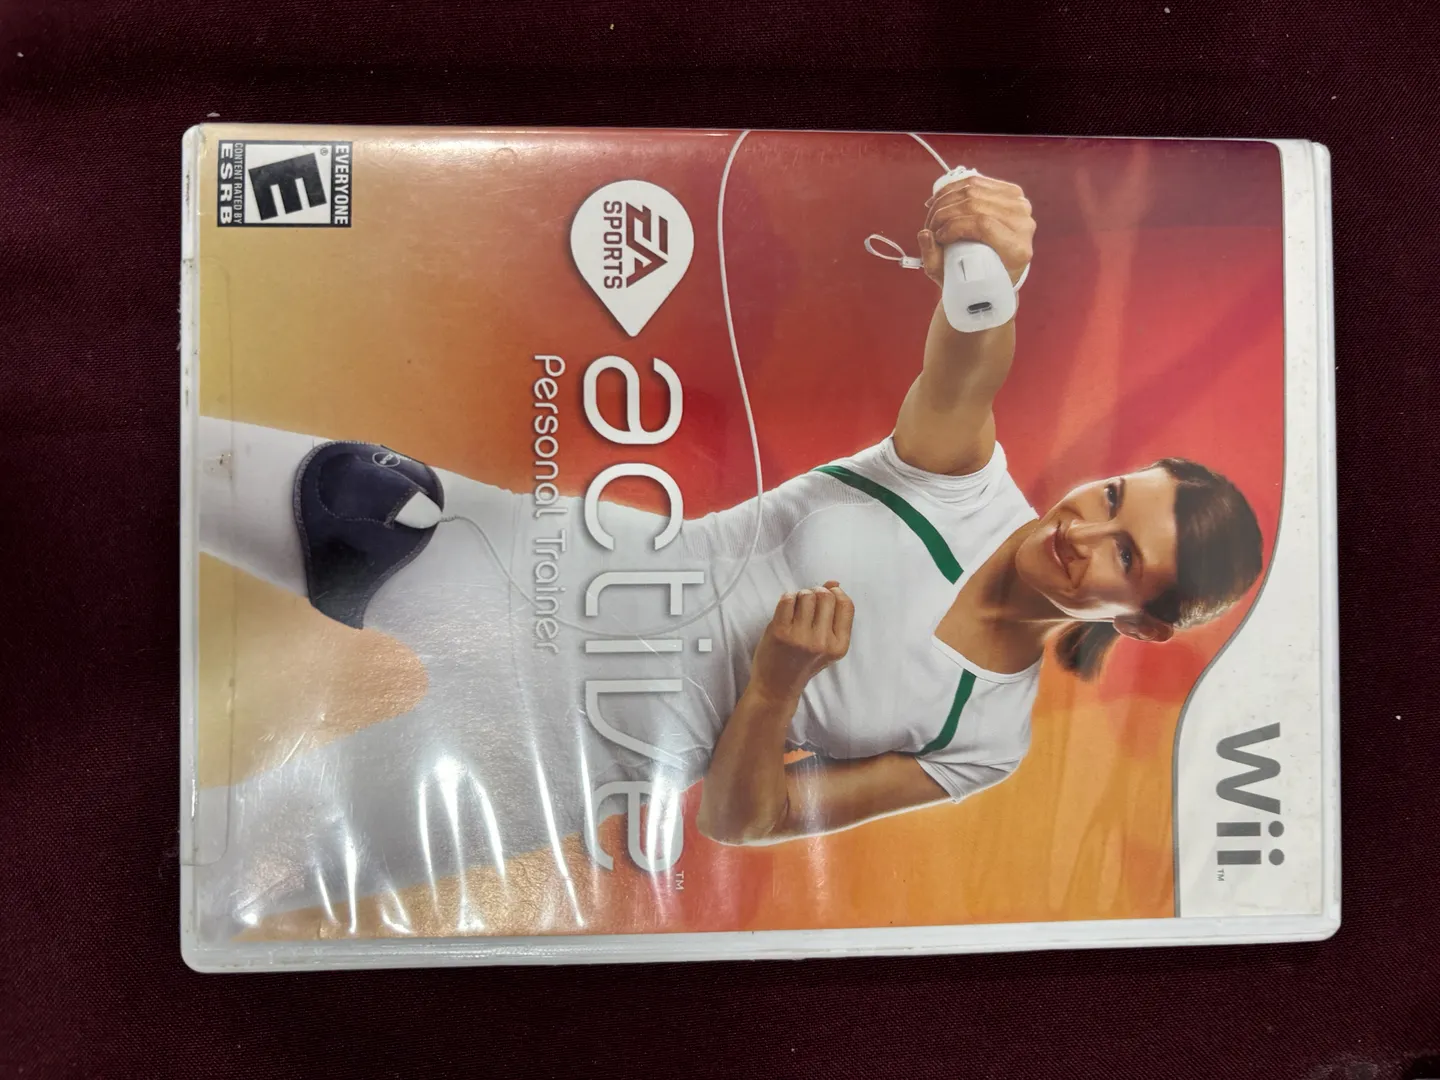 Wii™
EA
SPORTS
active™
Personal Trainer
EVERYONE
E®
CONTENT RATED BY
ESRB